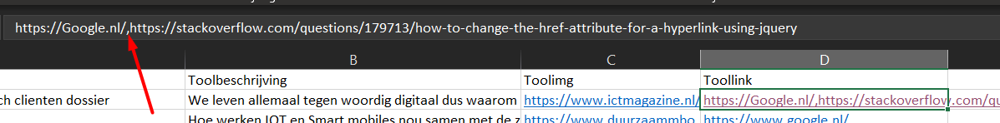 https://Google.nl/,https://stackoverflow.com/questions/179713/how-to-change-the-href-attribute-for-a-hyperlink-using-jquery
B C D
Toolbeschrijving Toolimg Toollink
ch clienten dossier We leven allemaal tegen woordig digitaal dus waarom https://www.ictmagazine.nl/ https://Google.nl/,https://stackoverflow.com/qu
Hoe werken IOT en Smart mobiles nou samen met de z https://www.duurzaammbo. https://www.google.nl/